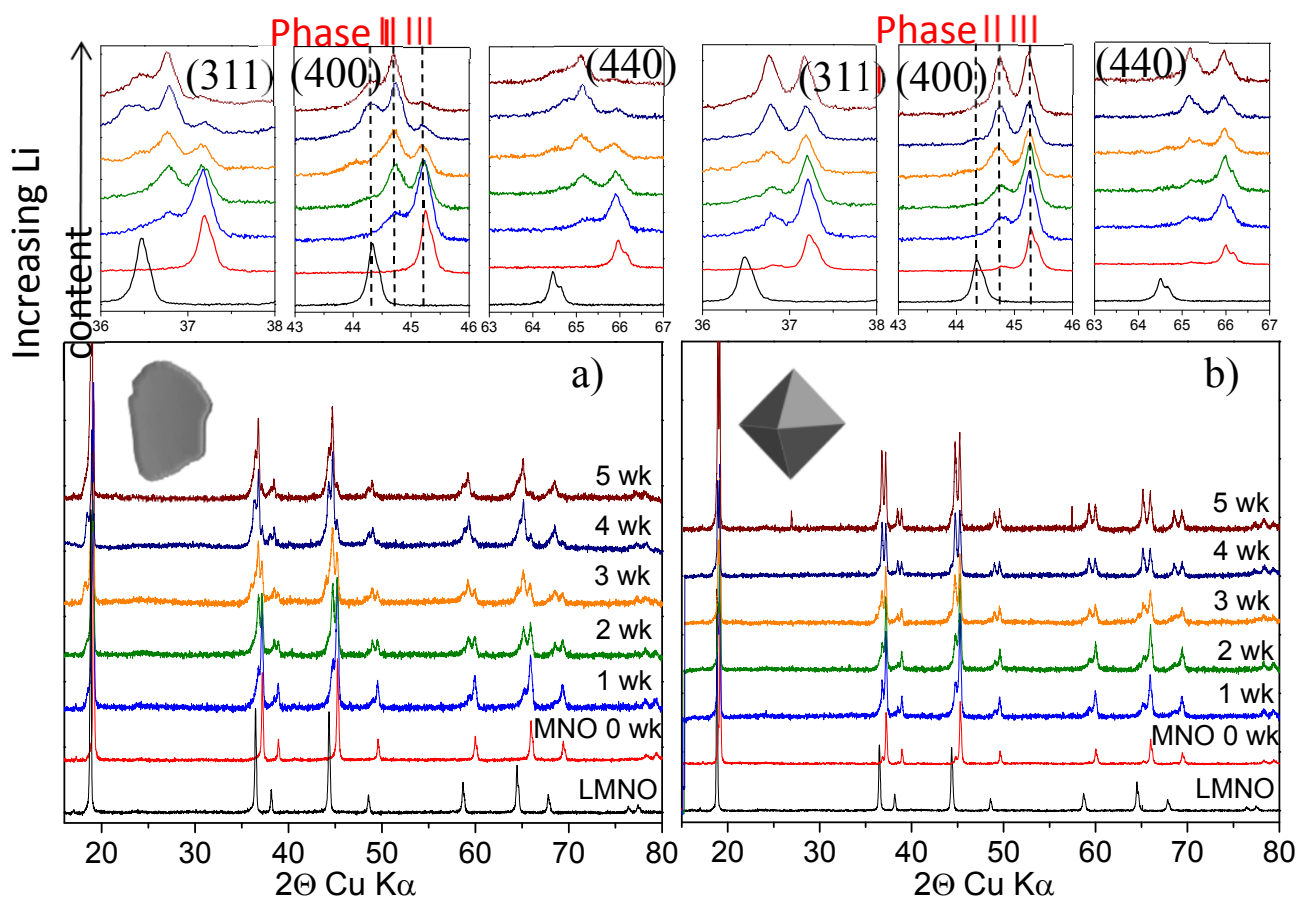 Phase I II III
(311) (400) (440)
36 37 38 43 44 45 46 63 64 65 66 67
Increasing Li
content
Phase II III
(311) (400) (440)
36 37 38 43 44 45 46 63 64 65 66 67
a)
5 wk
4 wk
3 wk
2 wk
1 wk
MNO 0 wk
LMNO
20 30 40 50 60 70 80
2Θ Cu Kα
b)
5 wk
4 wk
3 wk
2 wk
1 wk
MNO 0 wk
LMNO
20 30 40 50 60 70 80
2Θ Cu Kα